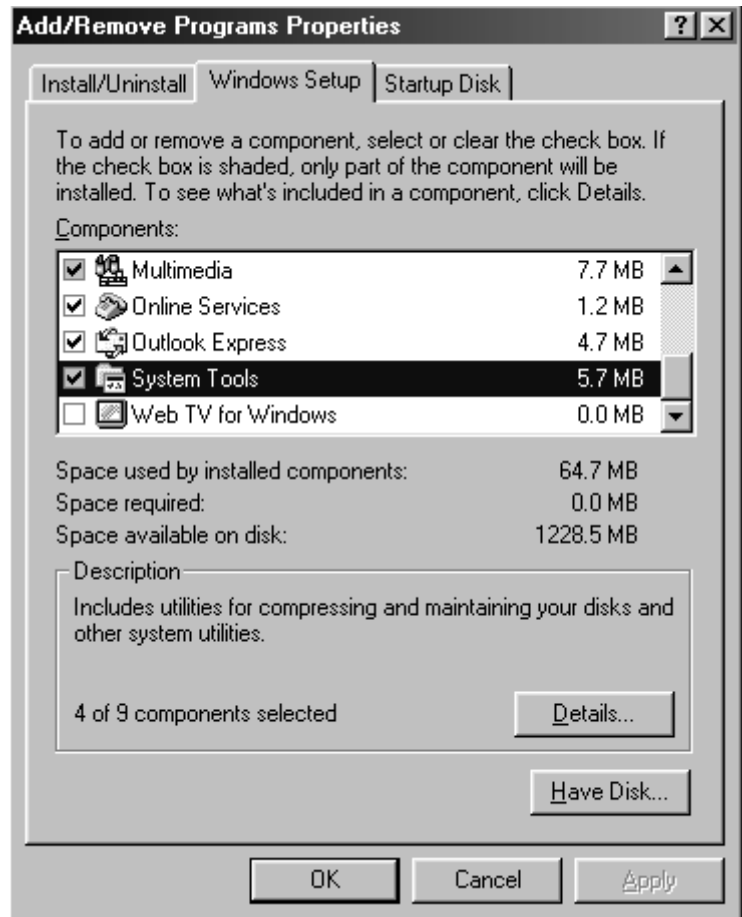 Add/Remove Programs Properties
Install/Uninstall Windows Setup Startup Disk
To add or remove a component, select or clear the check box. If
the check box is shaded, only part of the component will be
installed. To see what's included in a component, click Details.
Components:
Multimedia 7.7 MB
Online Services 1.2 MB
Outlook Express 4.7 MB
System Tools 5.7 MB
Web TV for Windows 0.0 MB
Space used by installed components: 64.7 MB
Space required: 0.0 MB
Space available on disk: 1228.5 MB
Description
Includes utilities for compressing and maintaining your disks and
other system utilities.
4 of 9 components selected Details...
Have Disk...
OK Cancel Apply